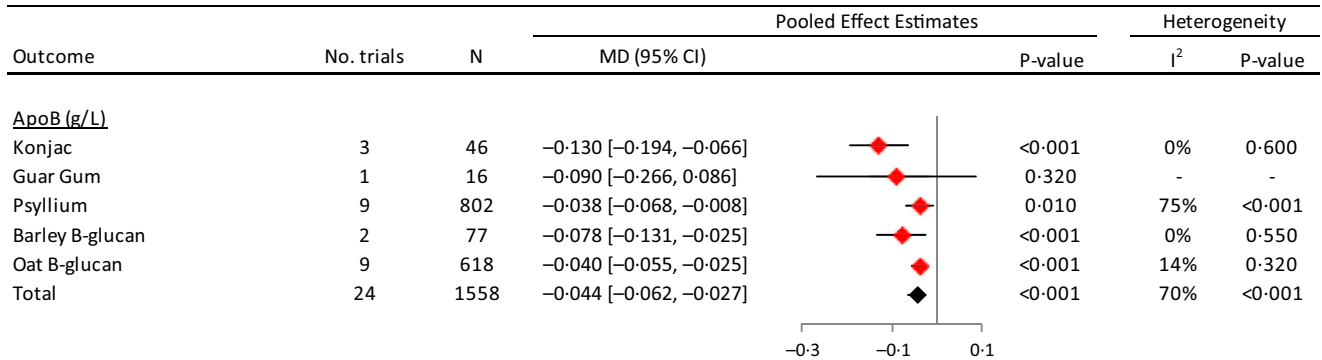 Pooled Effect Estimates Heterogeneity
Outcome No. trials N MD (95% CI) P-value I² P-value
ApoB (g/L)
Konjac 3 46 –0·130 [–0·194, –0·066] <0·001 0% 0·600
Guar Gum 1 16 –0·090 [–0·266, 0·086] 0·320 - -
Psyllium 9 802 –0·038 [–0·068, –0·008] 0·010 75% <0·001
Barley B-glucan 2 77 –0·078 [–0·131, –0·025] <0·001 0% 0·550
Oat B-glucan 9 618 –0·040 [–0·055, –0·025] <0·001 14% 0·320
Total 24 1558 –0·044 [–0·062, –0·027] <0·001 70% <0·001
–0·3 –0·1 0·1